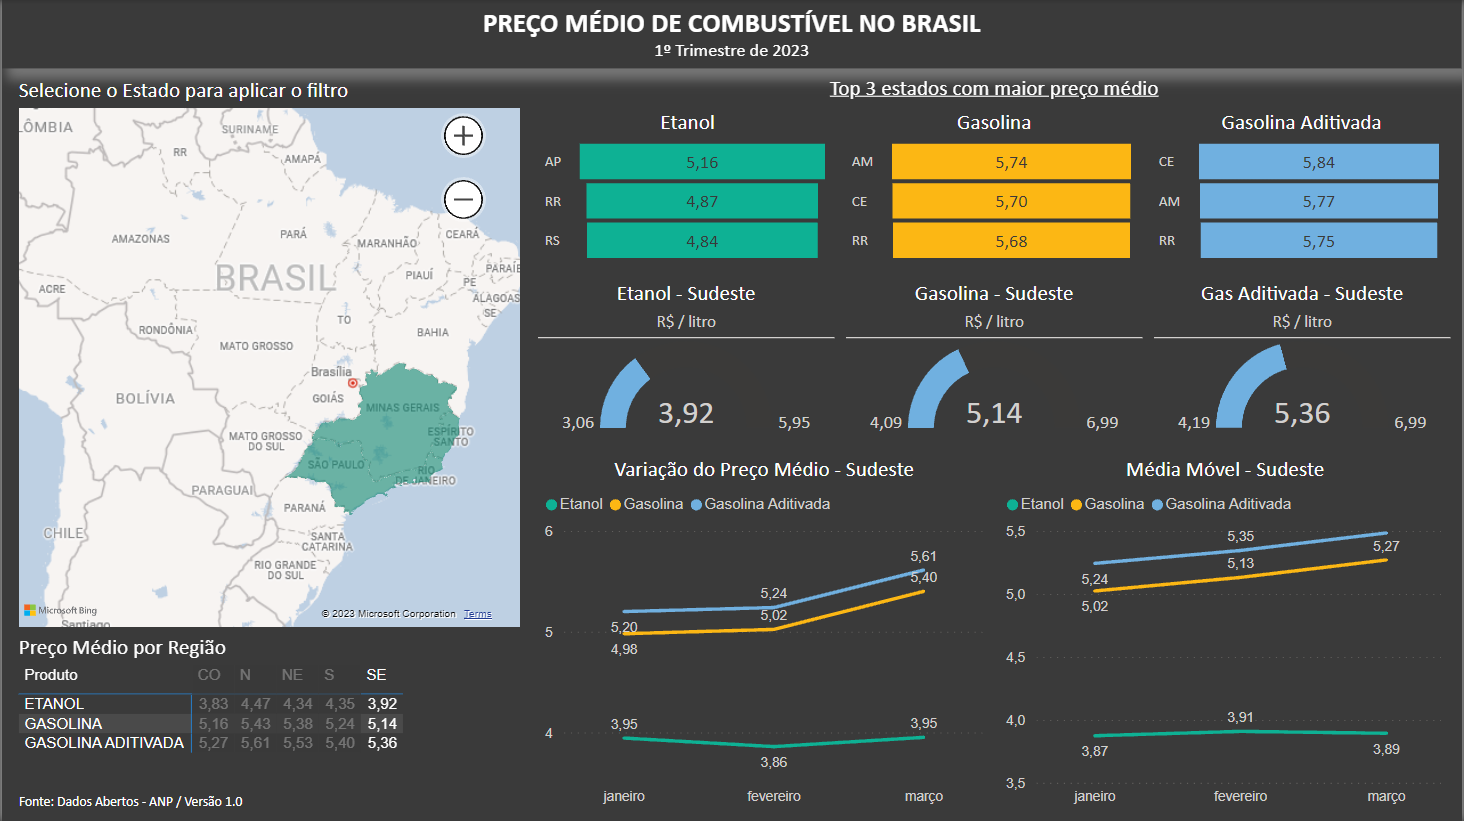 PREÇO MÉDIO DE COMBUSTÍVEL NO BRASIL
1º Trimestre de 2023
Selecione o Estado para aplicar o filtro
LÔMBIA
SURINAME
RR
AMAPÁ
AMAZONAS
PARÁ
MARANHÃO
CEARÁ
BRASIL
PIAUÍ
PARAÍB
PE
ACRE
ALAGOAS
SE
TO
RONDÔNIA
BAHIA
MATO GROSSO
Brasília
GOIÁS
BOLÍVIA
MINAS GERAIS
MATO GROSSO
DO SUL
ESPÍRITO
SANTO
SÃO PAULO
RIO
DE JANEIRO
PARAGUAI
PARANÁ
CHILE
SANTA
CATARINA
RIO GRANDE
DO SUL
Microsoft Bing
© 2023 Microsoft Corporation Terms
Santiago
Preço Médio por Região
Produto CO N NE S SE
ETANOL 3,83 4,47 4,34 4,35 3,92
GASOLINA 5,16 5,43 5,38 5,24 5,14
GASOLINA ADITIVADA 5,27 5,61 5,53 5,40 5,36
Fonte: Dados Abertos - ANP / Versão 1.0
Top 3 estados com maior preço médio
Etanol
AP 5,16
RR 4,87
RS 4,84
Gasolina
AM 5,74
CE 5,70
RR 5,68
Gasolina Aditivada
CE 5,84
AM 5,77
RR 5,75
Etanol - Sudeste
R$ / litro
3,06 3,92 5,95
Gasolina - Sudeste
R$ / litro
4,09 5,14 6,99
Gas Aditivada - Sudeste
R$ / litro
4,19 5,36 6,99
Variação do Preço Médio - Sudeste
Etanol Gasolina Gasolina Aditivada
6
5,61
5,40
5,24
5,02
5
5,20
4,98
4
3,95
3,95
3,86
janeiro fevereiro março
Média Móvel - Sudeste
Etanol Gasolina Gasolina Aditivada
5,5
5,35
5,27
5,13
5,24
5,0
5,02
4,5
4,0
3,91
3,87
3,89
3,5
janeiro fevereiro março